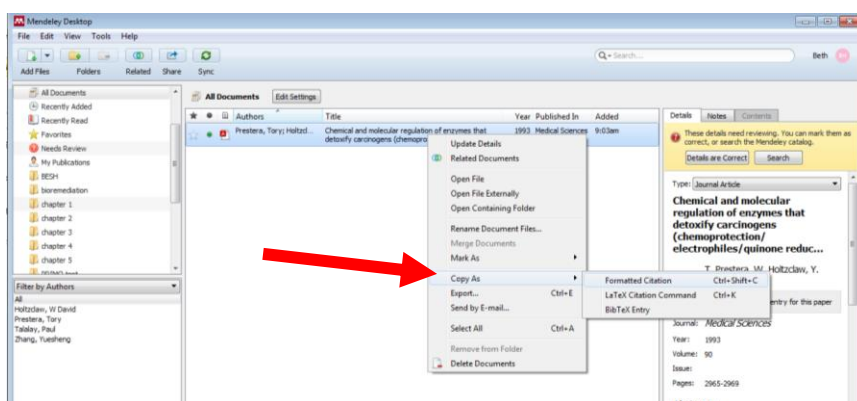 Mendeley Desktop
File Edit View Tools Help
Search...
Beth
Add Files Folders Related Share Sync
All Documents
Recently Added
Recently Read
Favorites
Needs Review
My Publications
BESH
bioremediation
chapter 1
chapter 2
chapter 3
chapter 4
chapter 5
Filter by Authors
All
Holtzclaw, W David
Prestera, Tory
Talalay, Paul
Zhang, Yuesheng
All Documents Edit Settings
Authors Title Year Published In Added
Prestera, Tory; Holtzd... Chemical and molecular regulation of enzymes that 1993 Medical Sciences 9:03am
detoxify carcinogens (chemopro
Update Details
Related Documents
Open File
Open File Externally
Open Containing Folder
Rename Document Files...
Merge Documents
Mark As
Copy As
Export... Ctrl+E
Send by E-mail...
Select All Ctrl+A
Remove from Folder
Delete Documents
Formatted Citation Ctrl+Shift+C
LaTeX Citation Command Ctrl+K
BibTeX Entry
Details Notes Contents
These details need reviewing. You can mark them as
correct, or search the Mendeley catalog.
Details are Correct Search
Type: Journal Article
Chemical and molecular
regulation of enzymes that
detoxify carcinogens
(chemoprotection/
electrophiles/quinone reduc...
T. Prestera, W. Holtzclaw, Y.
entry for this paper
Journal: Medical Sciences
Year: 1993
Volume: 90
Issue:
Pages: 2965-2969